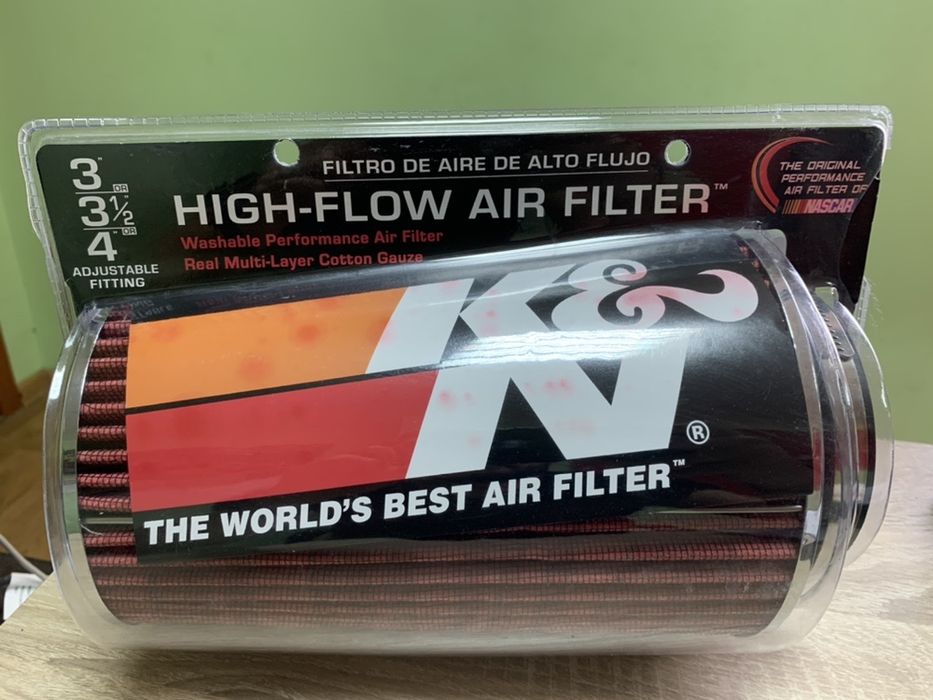 3"
OR
3 1/2"
OR
4"
ADJUSTABLE
FITTING
FILTRO DE AIRE DE ALTO FLUJO
HIGH-FLOW AIR FILTER™
Washable Performance Air Filter
Real Multi-Layer Cotton Gauze
THE ORIGINAL
PERFORMANCE
AIR FILTER OF
NASCAR
K&N®
THE WORLD'S BEST AIR FILTER™